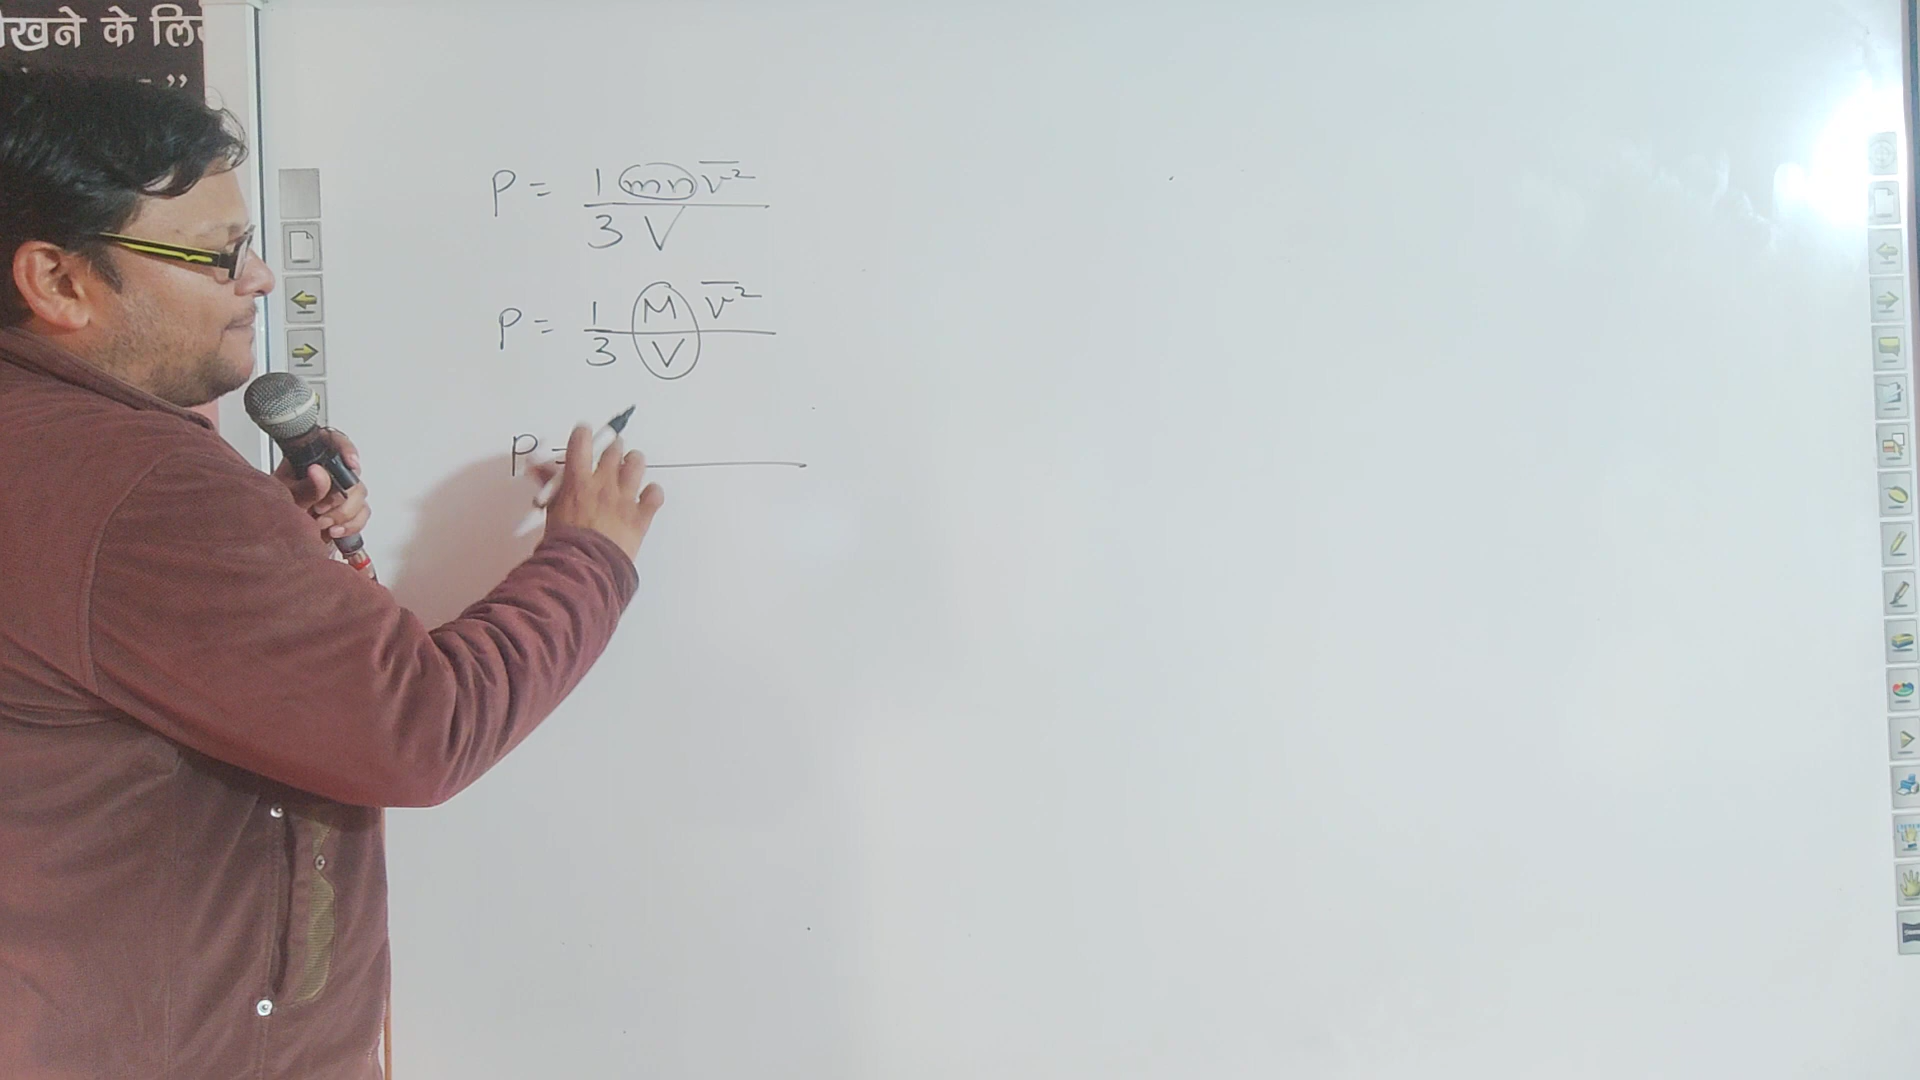 खने के लिये
”
P = 1 mn v̅²
3 V
P = 1 M v̅²
3 V
P =